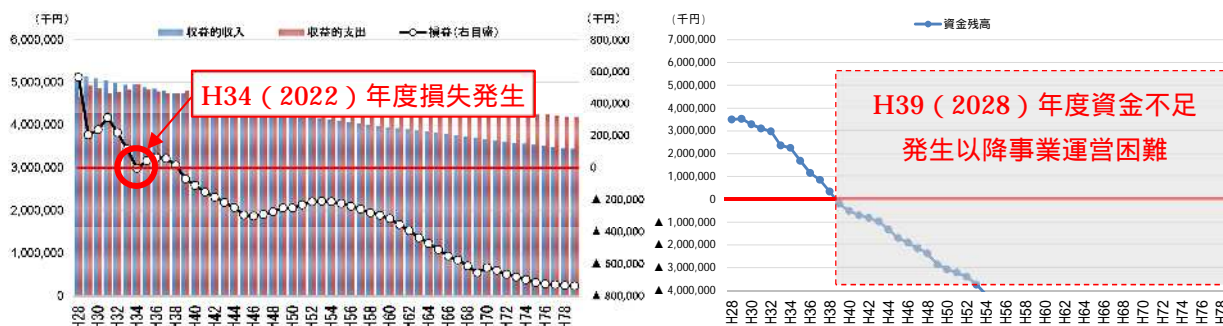 （千円）
（千円）
収益的収入
収益的支出
損益(右目盛)
6,000,000
5,000,000
4,000,000
3,000,000
2,000,000
1,000,000
0
800,000
600,000
400,000
200,000
0
▲ 200,000
▲ 400,000
▲ 600,000
▲ 800,000
H34（2022）年度損失発生
H28
H30
H32
H34
H36
H38
H40
H42
H44
H46
H48
H50
H52
H54
H56
H58
H60
H62
H64
H66
H68
H70
H72
H74
H76
H78
（千円）
資金残高
7,000,000
6,000,000
5,000,000
4,000,000
3,000,000
2,000,000
1,000,000
0
▲ 1,000,000
▲ 2,000,000
▲ 3,000,000
▲ 4,000,000
H39（2028）年度資金不足
発生以降事業運営困難
H28
H30
H32
H34
H36
H38
H40
H42
H44
H46
H48
H50
H52
H54
H56
H58
H60
H62
H64
H66
H68
H70
H72
H74
H76
H78